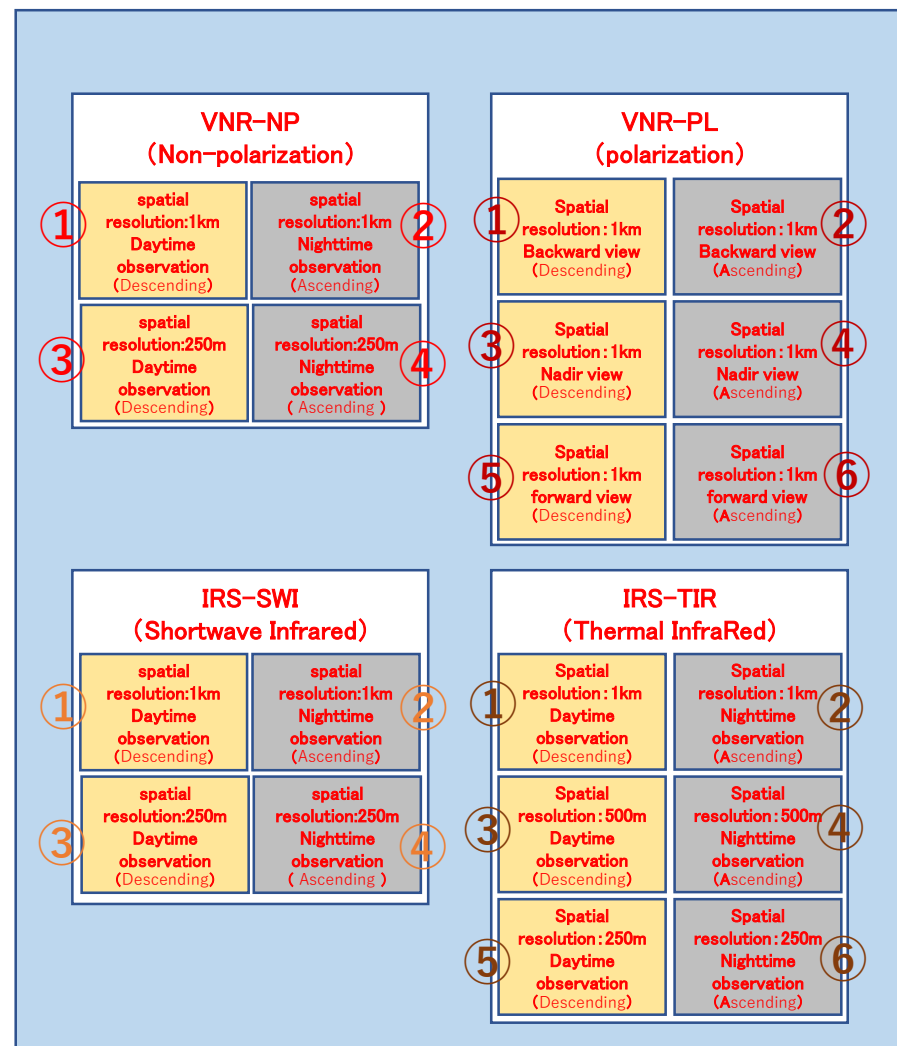 VNR-NP
(Non-polarization)
①
spatial
resolution:1km
Daytime
observation
(Descending)
②
spatial
resolution:1km
Nighttime
observation
(Ascending)
③
spatial
resolution:250m
Daytime
observation
(Descending)
④
spatial
resolution:250m
Nighttime
observation
( Ascending )
VNR-PL
(polarization)
①
Spatial
resolution:1km
Backward view
(Descending)
②
Spatial
resolution:1km
Backward view
(Ascending)
③
Spatial
resolution:1km
Nadir view
(Descending)
④
Spatial
resolution:1km
Nadir view
(Ascending)
⑤
Spatial
resolution:1km
forward view
(Descending)
⑥
Spatial
resolution:1km
forward view
(Ascending)
IRS-SWI
(Shortwave Infrared)
①
spatial
resolution:1km
Daytime
observation
(Descending)
②
spatial
resolution:1km
Nighttime
observation
(Ascending)
③
spatial
resolution:250m
Daytime
observation
(Descending)
④
spatial
resolution:250m
Nighttime
observation
( Ascending )
IRS-TIR
(Thermal InfraRed)
①
Spatial
resolution:1km
Daytime
observation
(Descending)
②
Spatial
resolution:1km
Nighttime
observation
(Ascending)
③
Spatial
resolution:500m
Daytime
observation
(Descending)
④
Spatial
resolution:500m
Nighttime
observation
(Ascending)
⑤
Spatial
resolution:250m
Daytime
observation
(Descending)
⑥
Spatial
resolution:250m
Nighttime
observation
(Ascending)